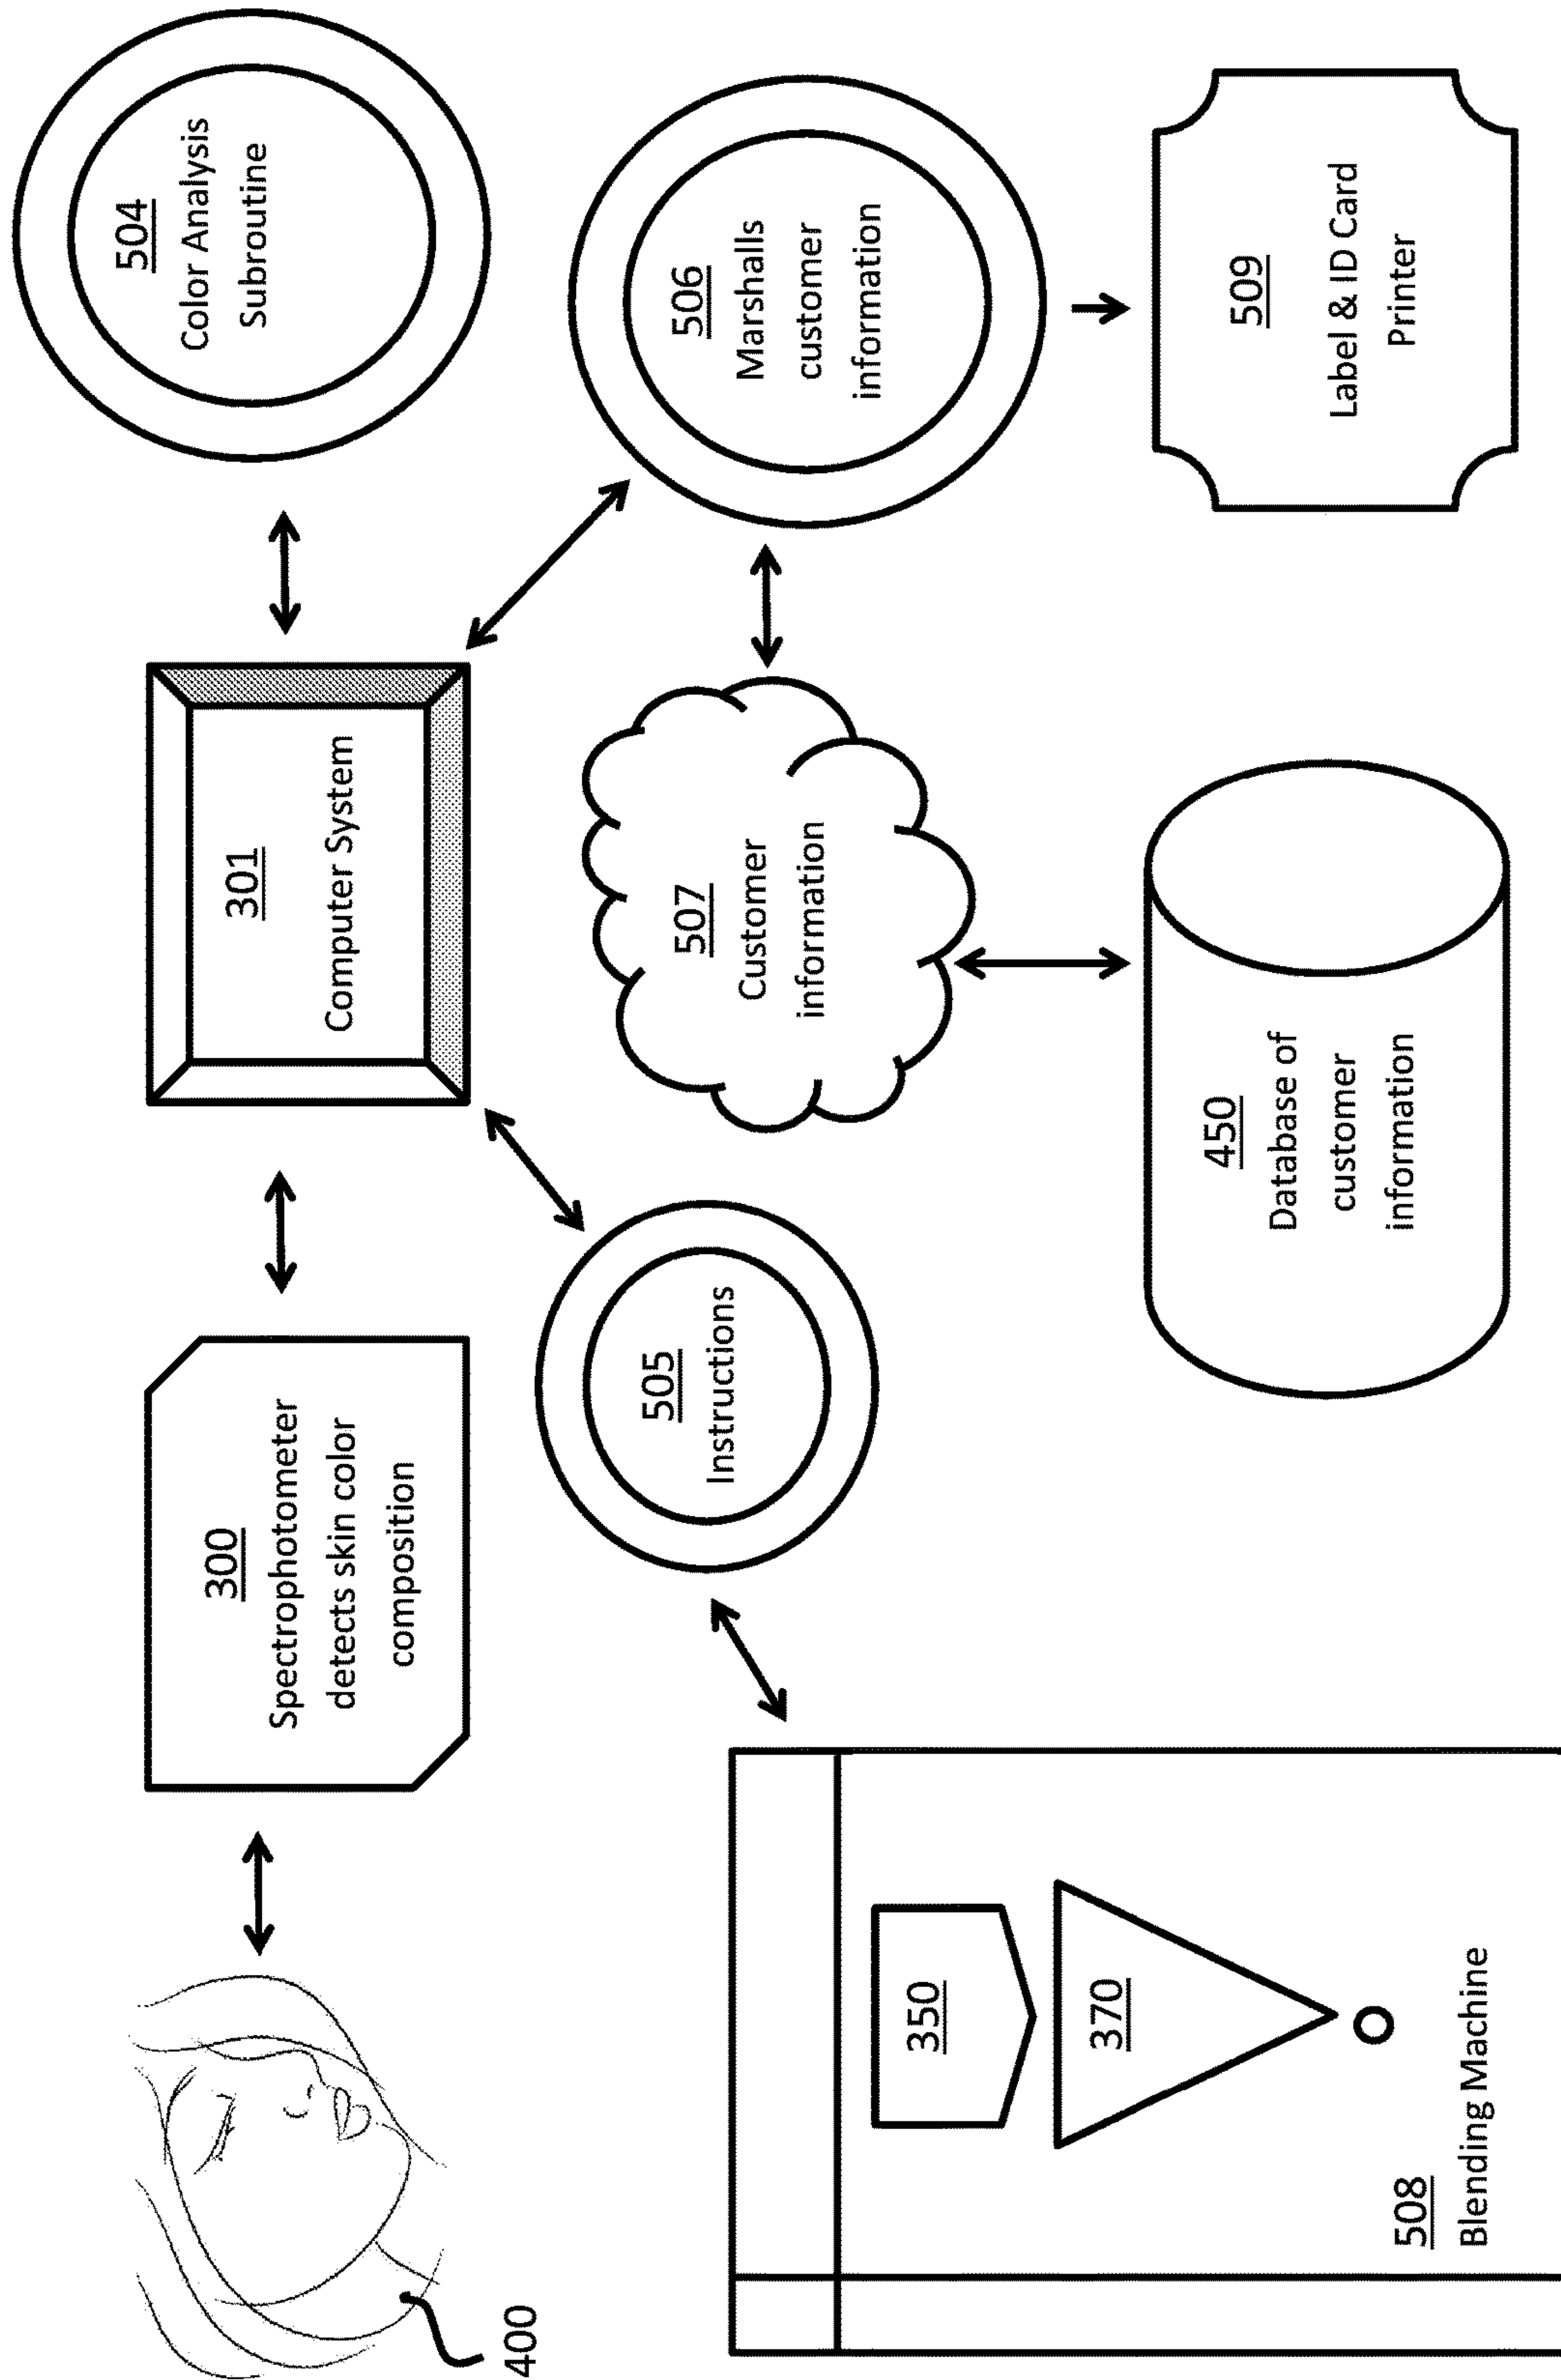 400
300
Spectrophotometer
detects skin color
composition
301
Computer System
504
Color Analysis
Subroutine
505
Instructions
507
Customer
information
506
Marshalls
customer
information
350
370
508
Blending Machine
450
Database of
customer
information
509
Label & ID Card
Printer